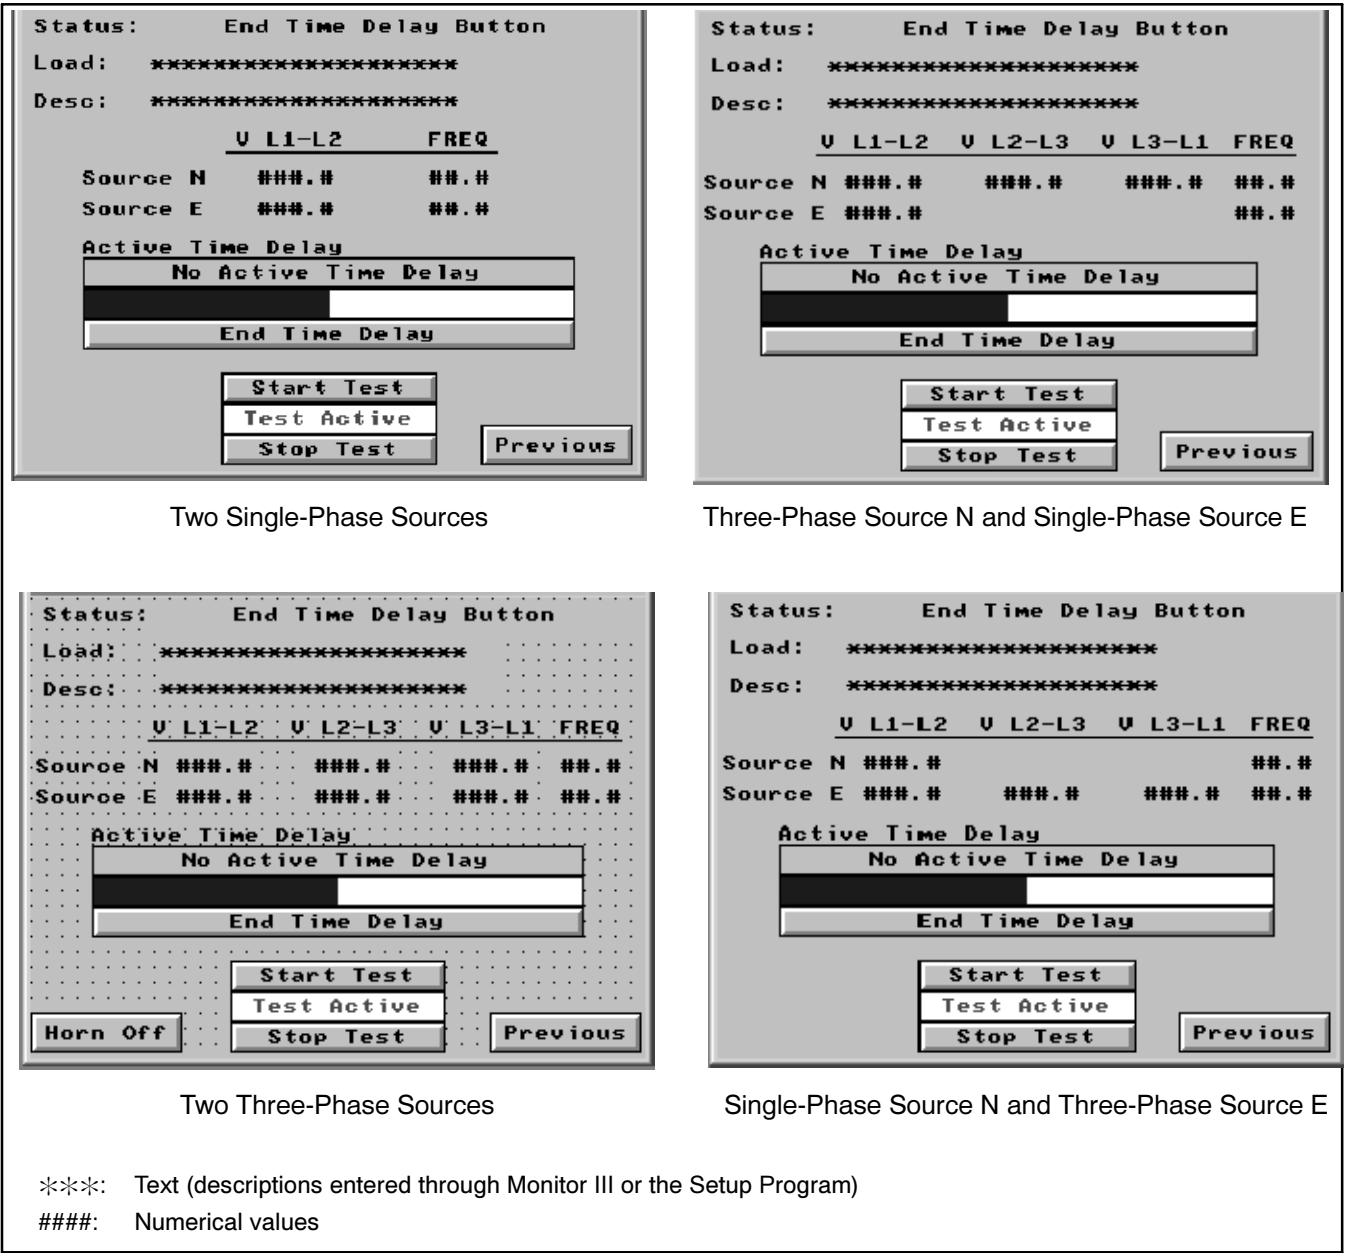 Status: End Time Delay Button
Load: ********************
Desc: ********************
V L1-L2 FREQ
Source N ###.# ##.#
Source E ###.# ##.#
Active Time Delay
No Active Time Delay
End Time Delay
Start Test
Test Active
Stop Test
Previous
Two Single-Phase Sources
Status: End Time Delay Button
Load: ********************
Desc: ********************
V L1-L2 V L2-L3 V L3-L1 FREQ
Source N ###.# ###.# ###.# ##.#
Source E ###.# ##.#
Active Time Delay
No Active Time Delay
End Time Delay
Start Test
Test Active
Stop Test
Previous
Three-Phase Source N and Single-Phase Source E
Status: End Time Delay Button
Load: ********************
Desc: ********************
V L1-L2 V L2-L3 V L3-L1 FREQ
Source N ###.# ###.# ###.# ##.#
Source E ###.# ###.# ###.# ##.#
Active Time Delay
No Active Time Delay
End Time Delay
Start Test
Test Active
Stop Test
Horn Off
Previous
Two Three-Phase Sources
Status: End Time Delay Button
Load: ********************
Desc: ********************
V L1-L2 V L2-L3 V L3-L1 FREQ
Source N ###.# ##.#
Source E ###.# ###.# ###.# ##.#
Active Time Delay
No Active Time Delay
End Time Delay
Start Test
Test Active
Stop Test
Previous
Single-Phase Source N and Three-Phase Source E
***: Text (descriptions entered through Monitor III or the Setup Program)
####: Numerical values